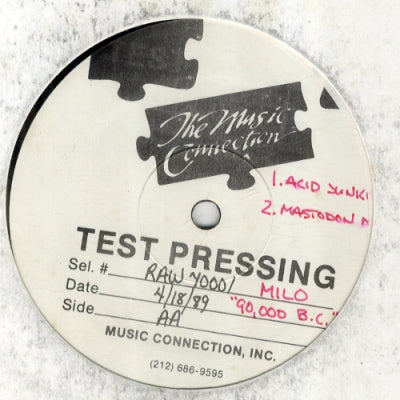 The Music
Connection
1. ACID JUNKI
2. MASTODON
TEST PRESSING
Sel. # RAW 70001
Date 4/18/89 MILO
Side AA "90,000 B.C."
MUSIC CONNECTION, INC.
(212) 686-9595